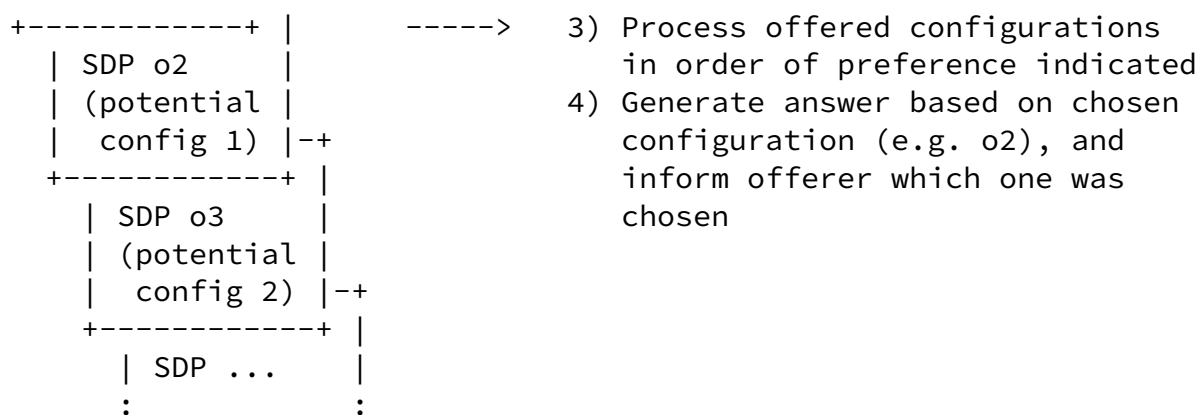 +------------+ |       ----->   3) Process offered configurations
  | SDP o2     |                   in order of preference indicated
  | (potential |                4) Generate answer based on chosen
  |  config 1) |-+                 configuration (e.g. o2), and
  +------------+ |                 inform offerer which one was
    | SDP o3     |                 chosen
    | (potential |
    |  config 2) |-+
    +------------+ |
      | SDP ...    |
      :            :